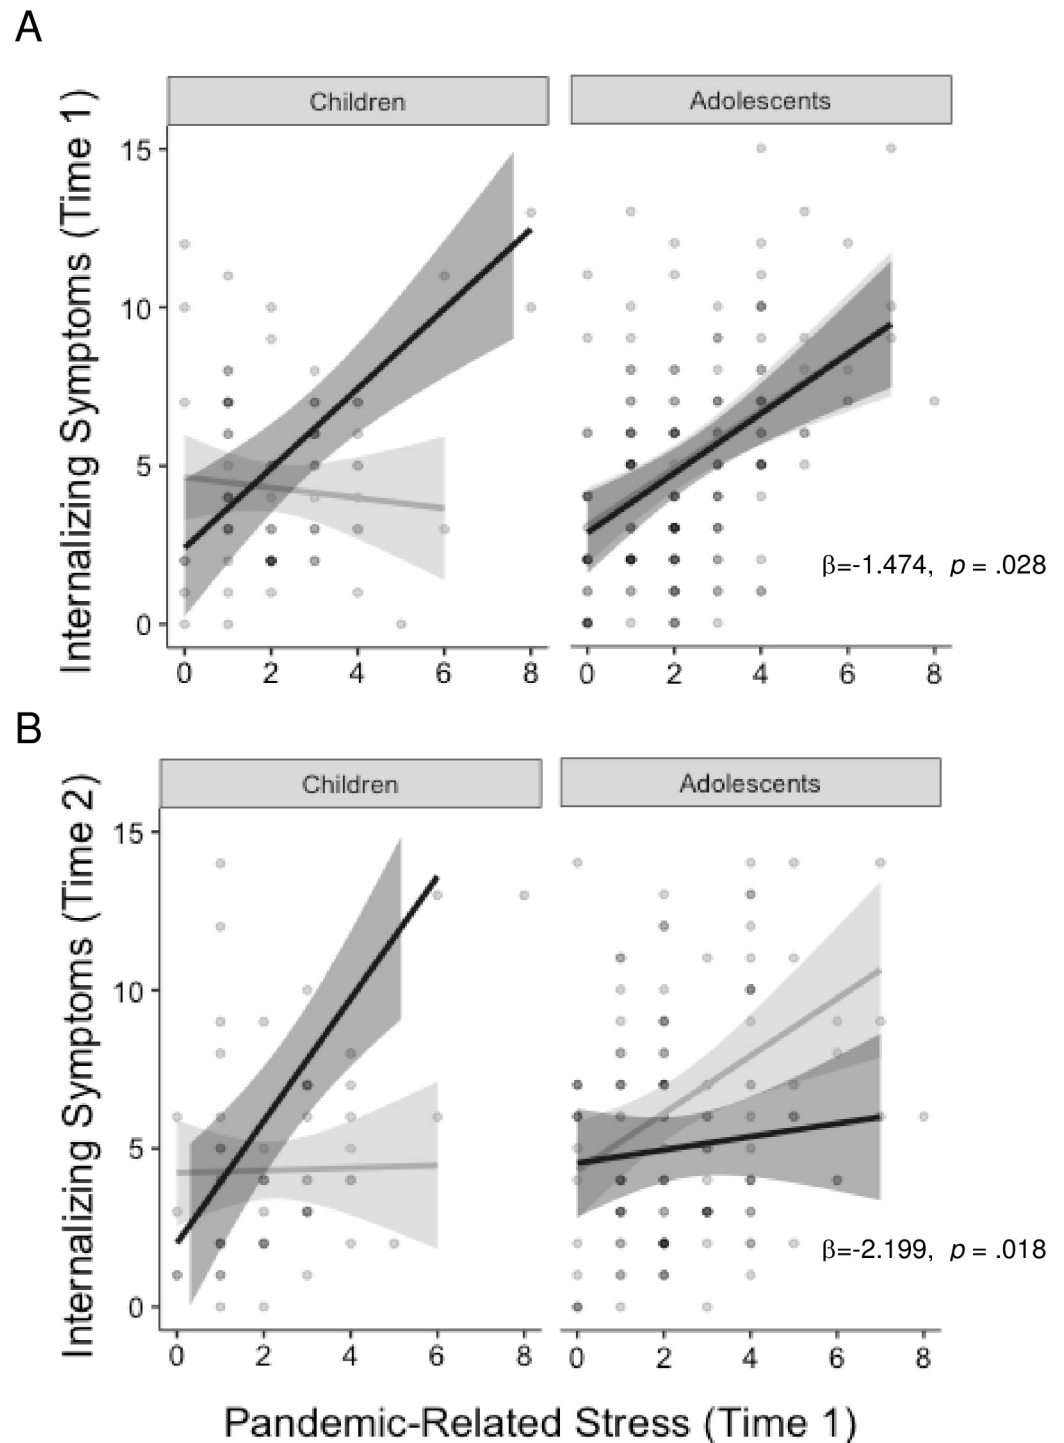 A
Children
Adolescents
Internalizing Symptoms (Time 1)
15
10
5
0
β=-1.474, p = .028
0 2 4 6 8
0 2 4 6 8
B
Children
Adolescents
Internalizing Symptoms (Time 2)
15
10
5
0
β=-2.199, p = .018
0 2 4 6 8
0 2 4 6 8
Pandemic-Related Stress (Time 1)